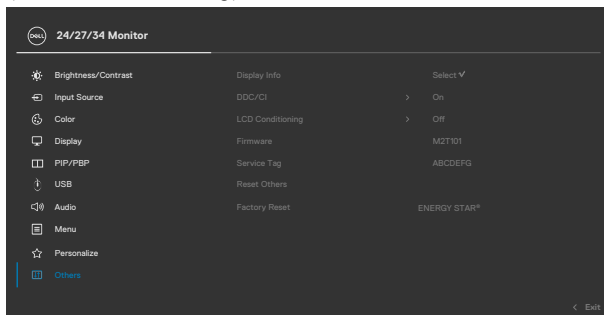 DELL 24/27/34 Monitor
Brightness/Contrast Display Info Select ✓
Input Source DDC/CI > On
Color LCD Conditioning > Off
Display Firmware M2T101
PIP/PBP Service Tag ABCDEFG
USB Reset Others
Audio Factory Reset ENERGY STAR®
Menu
Personalize
Others
< Exit